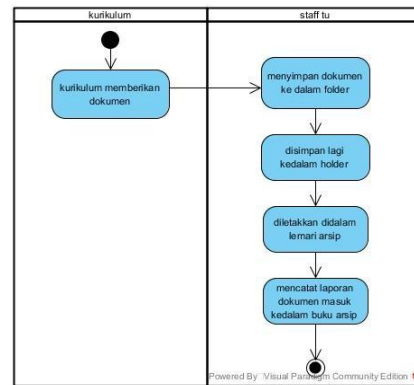 kurikulum
staff tu
kurikulum memberikan
dokumen
menyimpan dokumen
ke dalam folder
disimpan lagi
kedalam holder
diletakkan didalam
lemari arsip
mencatat laporan
dokumen masuk
kedalam buku arsip
Powered By Visual Paradigm Community Edition